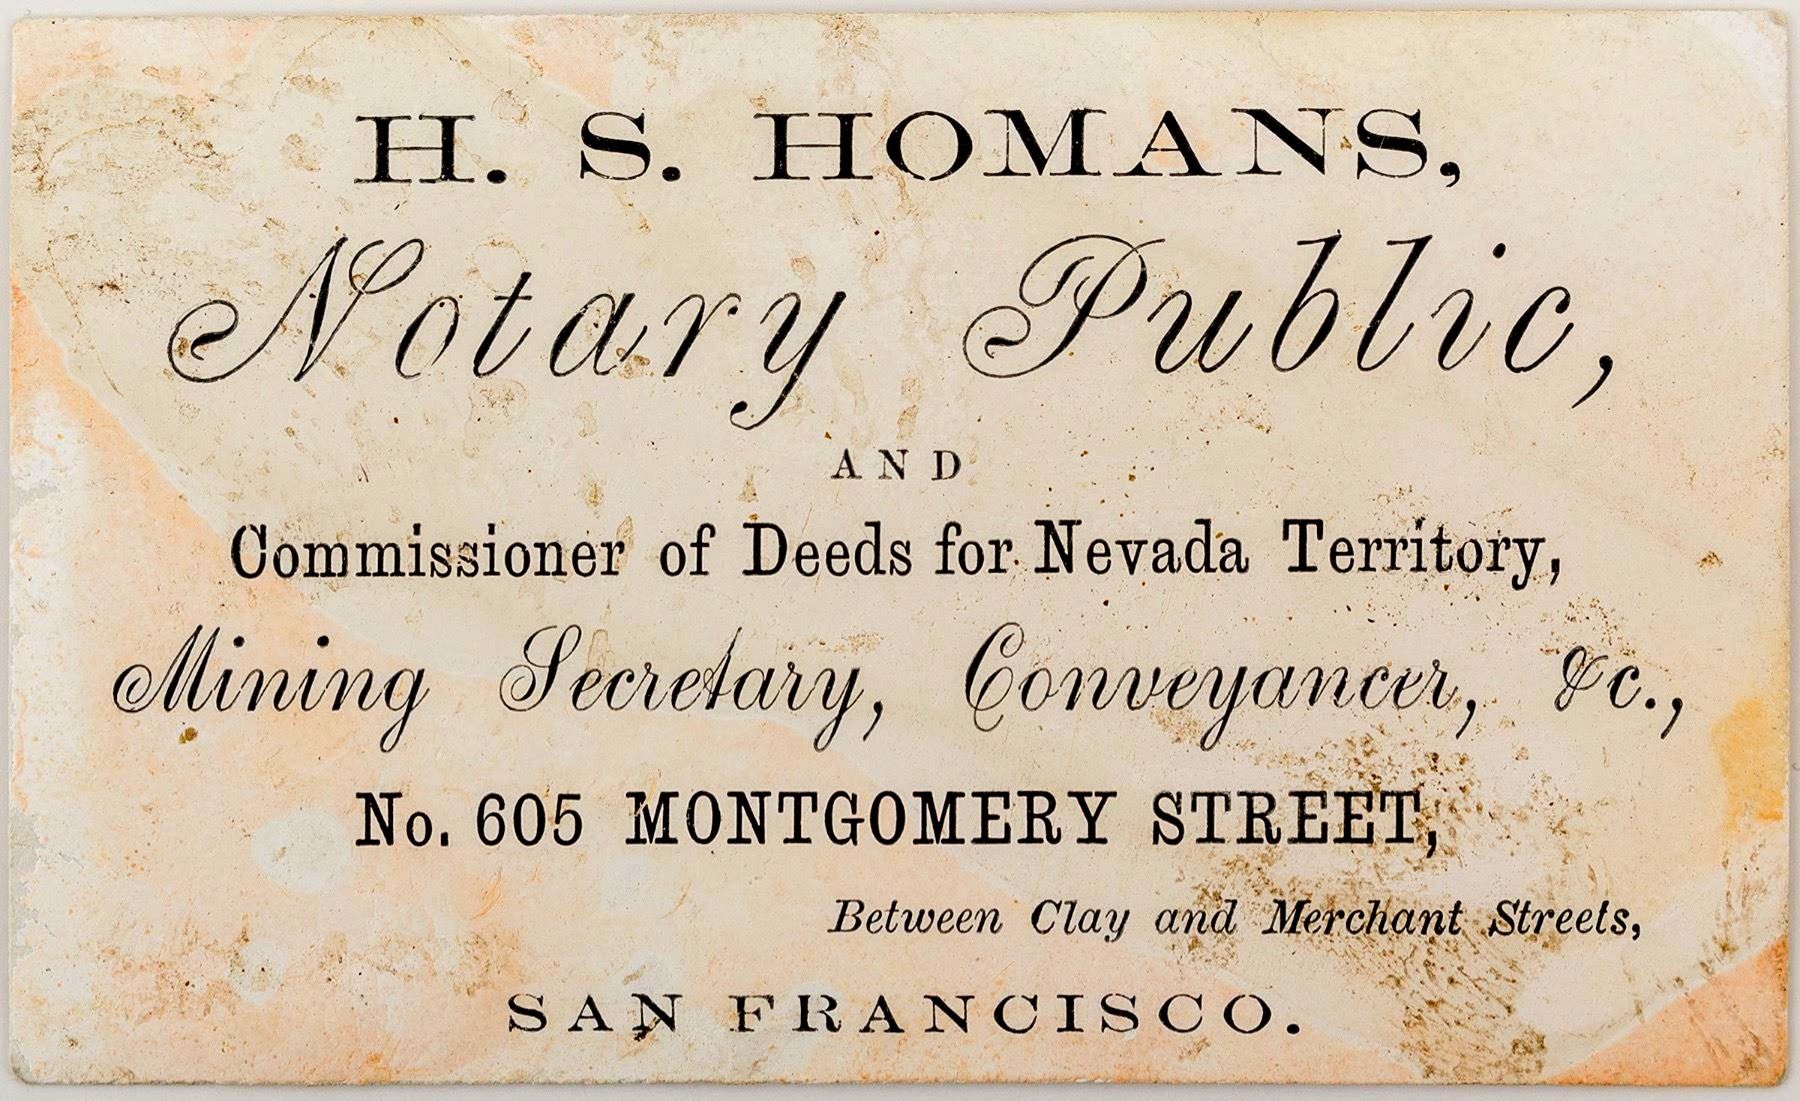 H. S. HOMANS,
Notary Public,
AND
Commissioner of Deeds for Nevada Territory,
Mining Secretary, Conveyancer, &c.,
No. 605 MONTGOMERY STREET,
Between Clay and Merchant Streets,
SAN FRANCISCO.